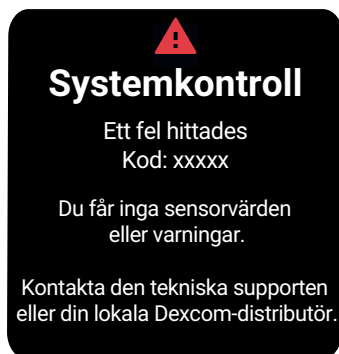 Systemkontroll
Ett fel hittades
Kod: xxxxx
Du får inga sensorvärden
eller varningar.
Kontakta den tekniska supporten
eller din lokala Dexcom-distributör.